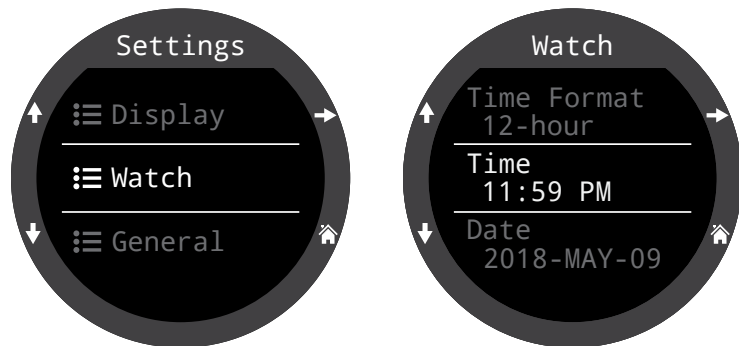 Settings
Display
Watch
General
Watch
Time Format
12-hour
Time
11:59 PM
Date
2018-MAY-09